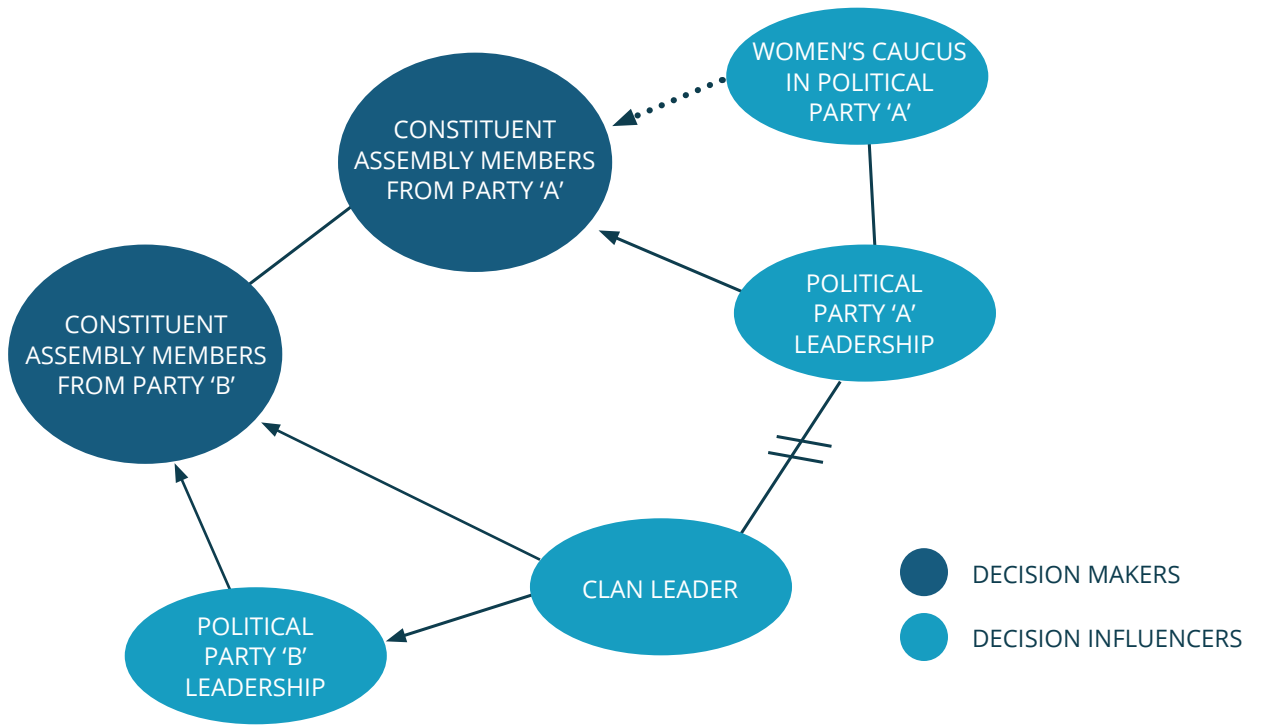 WOMEN’S CAUCUS
IN POLITICAL
PARTY ‘A’
CONSTITUENT
ASSEMBLY MEMBERS
FROM PARTY ‘A’
POLITICAL
PARTY ‘A’
LEADERSHIP
CONSTITUENT
ASSEMBLY MEMBERS
FROM PARTY ‘B’
CLAN LEADER
POLITICAL
PARTY ‘B’
LEADERSHIP
DECISION MAKERS
DECISION INFLUENCERS